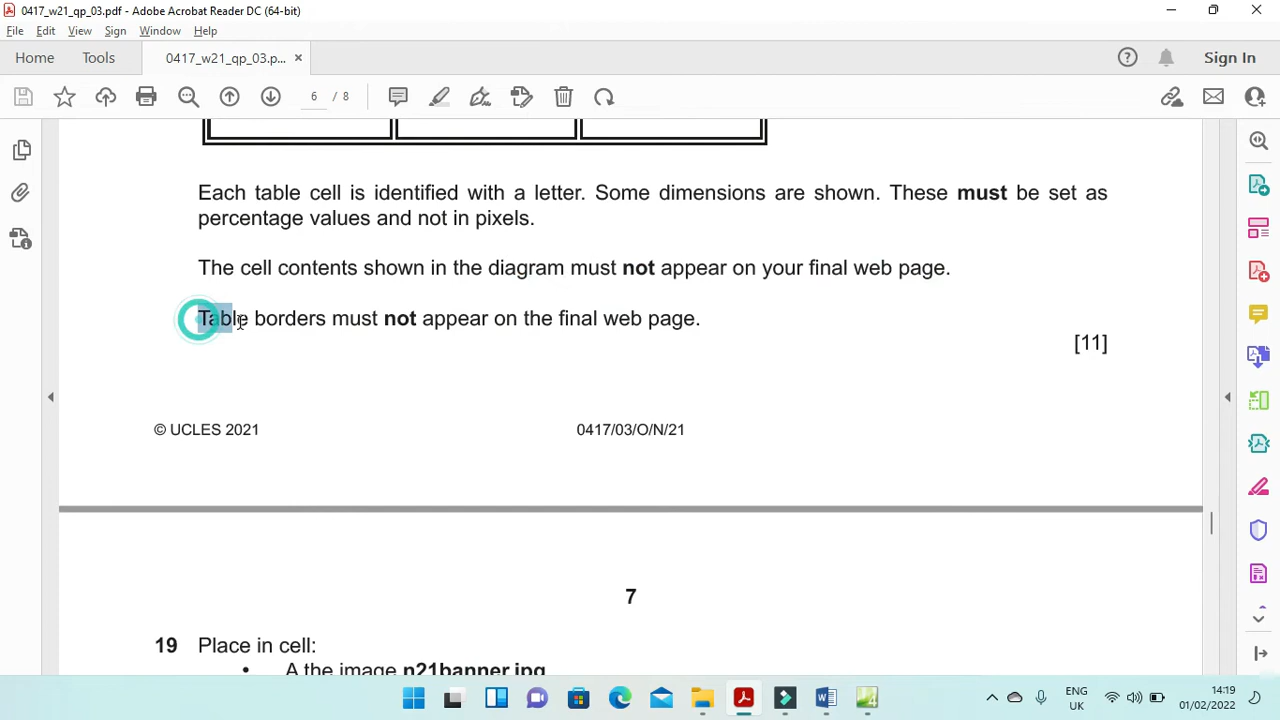 0417_w21_qp_03.pdf - Adobe Acrobat Reader DC (64-bit)
File Edit View Sign Window Help
Home Tools 0417_w21_qp_03.p... × Sign In
6 / 8
Each table cell is identified with a letter. Some dimensions are shown. These must be set as
percentage values and not in pixels.
The cell contents shown in the diagram must not appear on your final web page.
Table borders must not appear on the final web page.
[11]
© UCLES 2021 0417/03/O/N/21
7
19 Place in cell:
• A the image n21banner.jpg
ENG
UK
14:19
01/02/2022